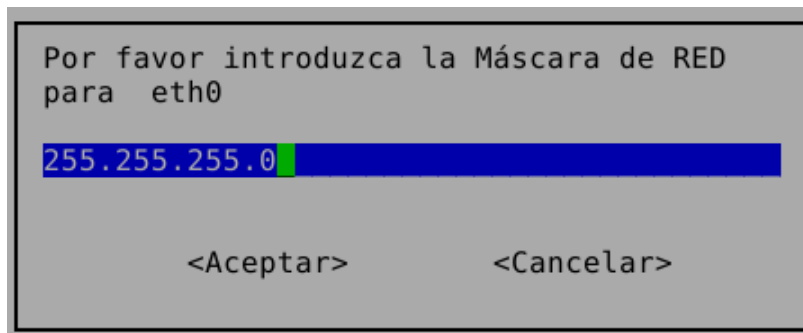 Por favor introduzca la Máscara de RED
para eth0
255.255.255.0
<Aceptar> <Cancelar>